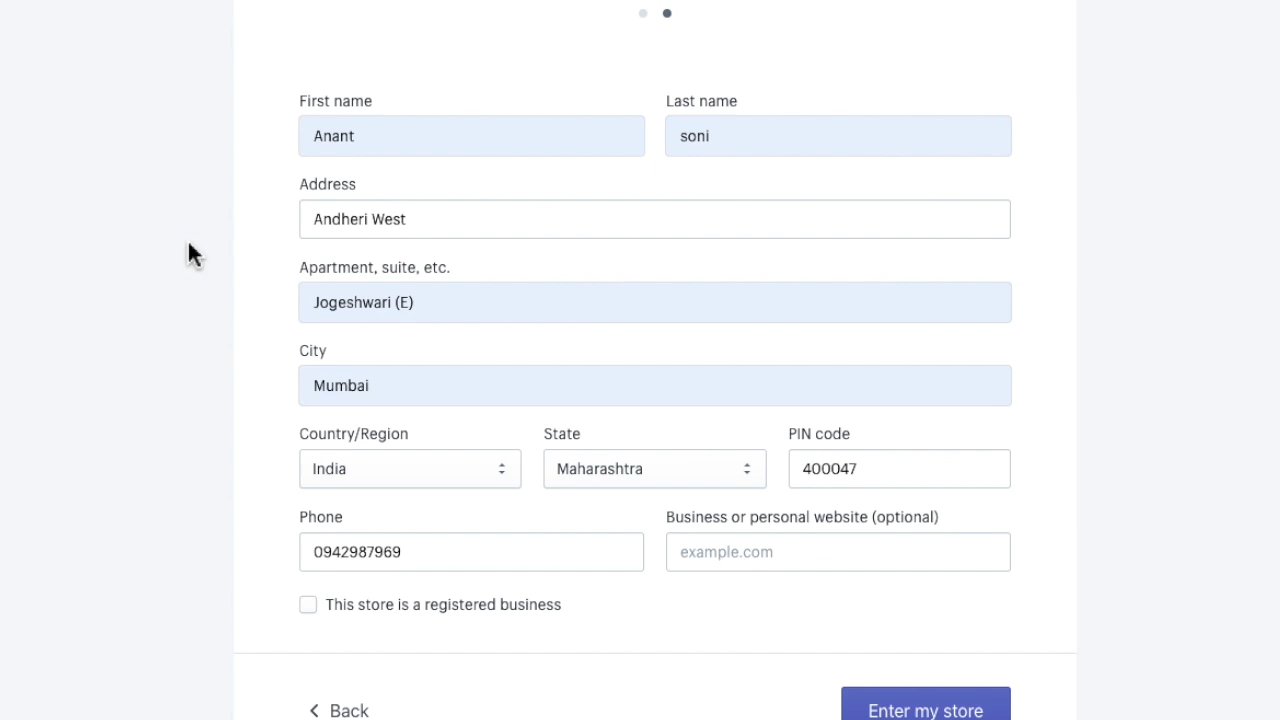 First name Last name
Anant soni
Address
Andheri West
Apartment, suite, etc.
Jogeshwari (E)
City
Mumbai
Country/Region State PIN code
India Maharashtra 400047
Phone Business or personal website (optional)
0942987969 example.com
This store is a registered business
Back Enter my store